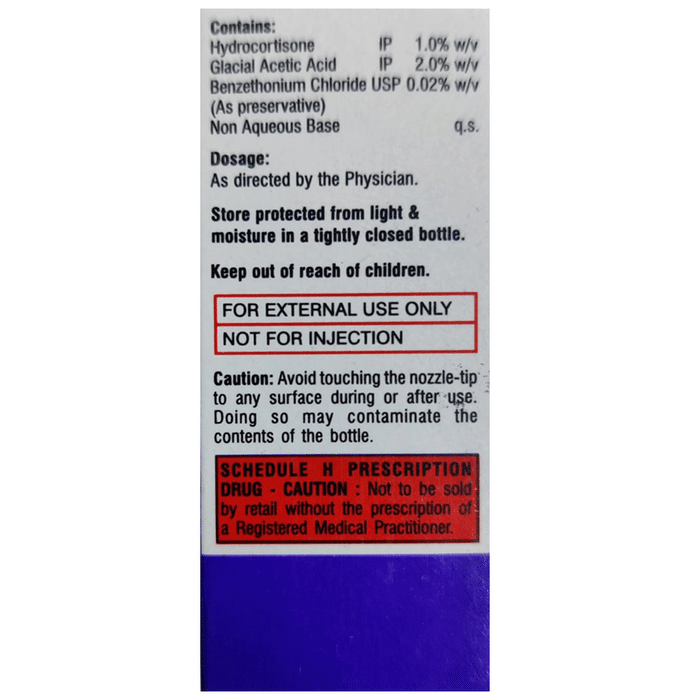 Contains:
Hydrocortisone IP 1.0% w/v
Glacial Acetic Acid IP 2.0% w/v
Benzethonium Chloride USP 0.02% w/v
(As preservative)
Non Aqueous Base q.s.
Dosage:
As directed by the Physician.
Store protected from light &
moisture in a tightly closed bottle.
Keep out of reach of children.
FOR EXTERNAL USE ONLY
NOT FOR INJECTION
Caution: Avoid touching the nozzle-tip
to any surface during or after use.
Doing so may contaminate the
contents of the bottle.
SCHEDULE H PRESCRIPTION
DRUG - CAUTION : Not to be sold
by retail without the prescription of
a Registered Medical Practitioner.